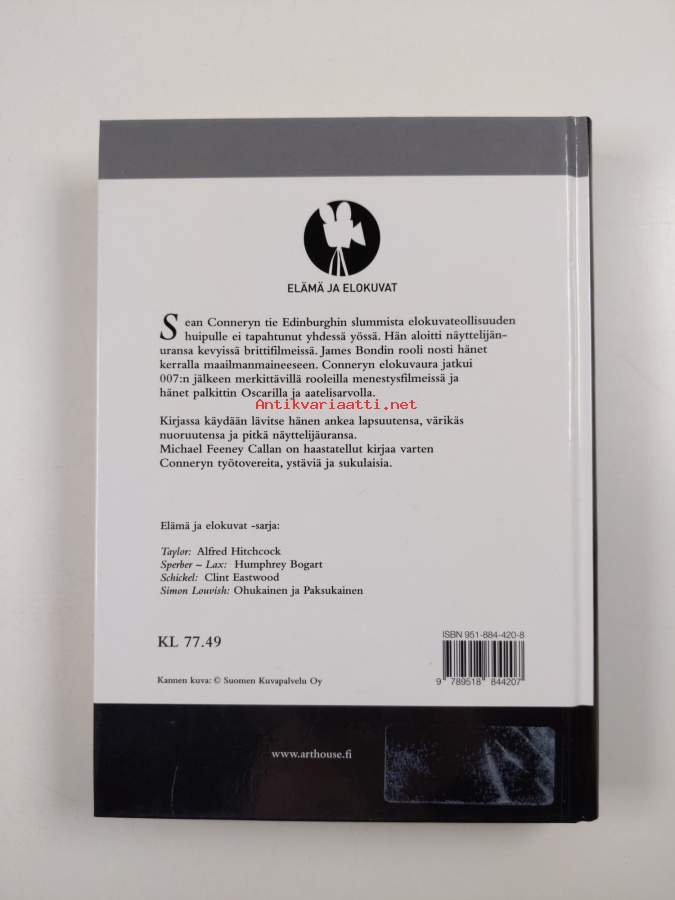 ELÄMÄ JA ELOKUVAT
Sean Conneryn tie Edinburghin slummista elokuvateollisuuden
huipulle ei tapahtunut yhdessä yössä. Hän aloitti näyttelijän-
uransa kevyissä brittifilmeissä. James Bondin rooli nosti hänet
kerralla maailmanmaineeseen. Conneryn elokuvaura jatkui
007:n jälkeen merkittävillä rooleilla menestysfilmeissä ja
hänet palkittin Oscarilla ja aatelisarvolla.
Antikvariaatti.net
Kirjassa käydään lävitse hänen ankea lapsuutensa, värikäs
nuoruutensa ja pitkä näyttelijäuransa.
Michael Feeney Callan on haastatellut kirjaa varten
Conneryn työtovereita, ystäviä ja sukulaisia.
Elämä ja elokuvat -sarja:
Taylor: Alfred Hitchcock
Sperber – Lax: Humphrey Bogart
Schickel: Clint Eastwood
Simon Louvish: Ohukainen ja Paksukainen
KL 77.49
ISBN 951-884-420-8
9 789518 844207
Kannen kuva: © Suomen Kuvapalvelu Oy
www.arthouse.fi